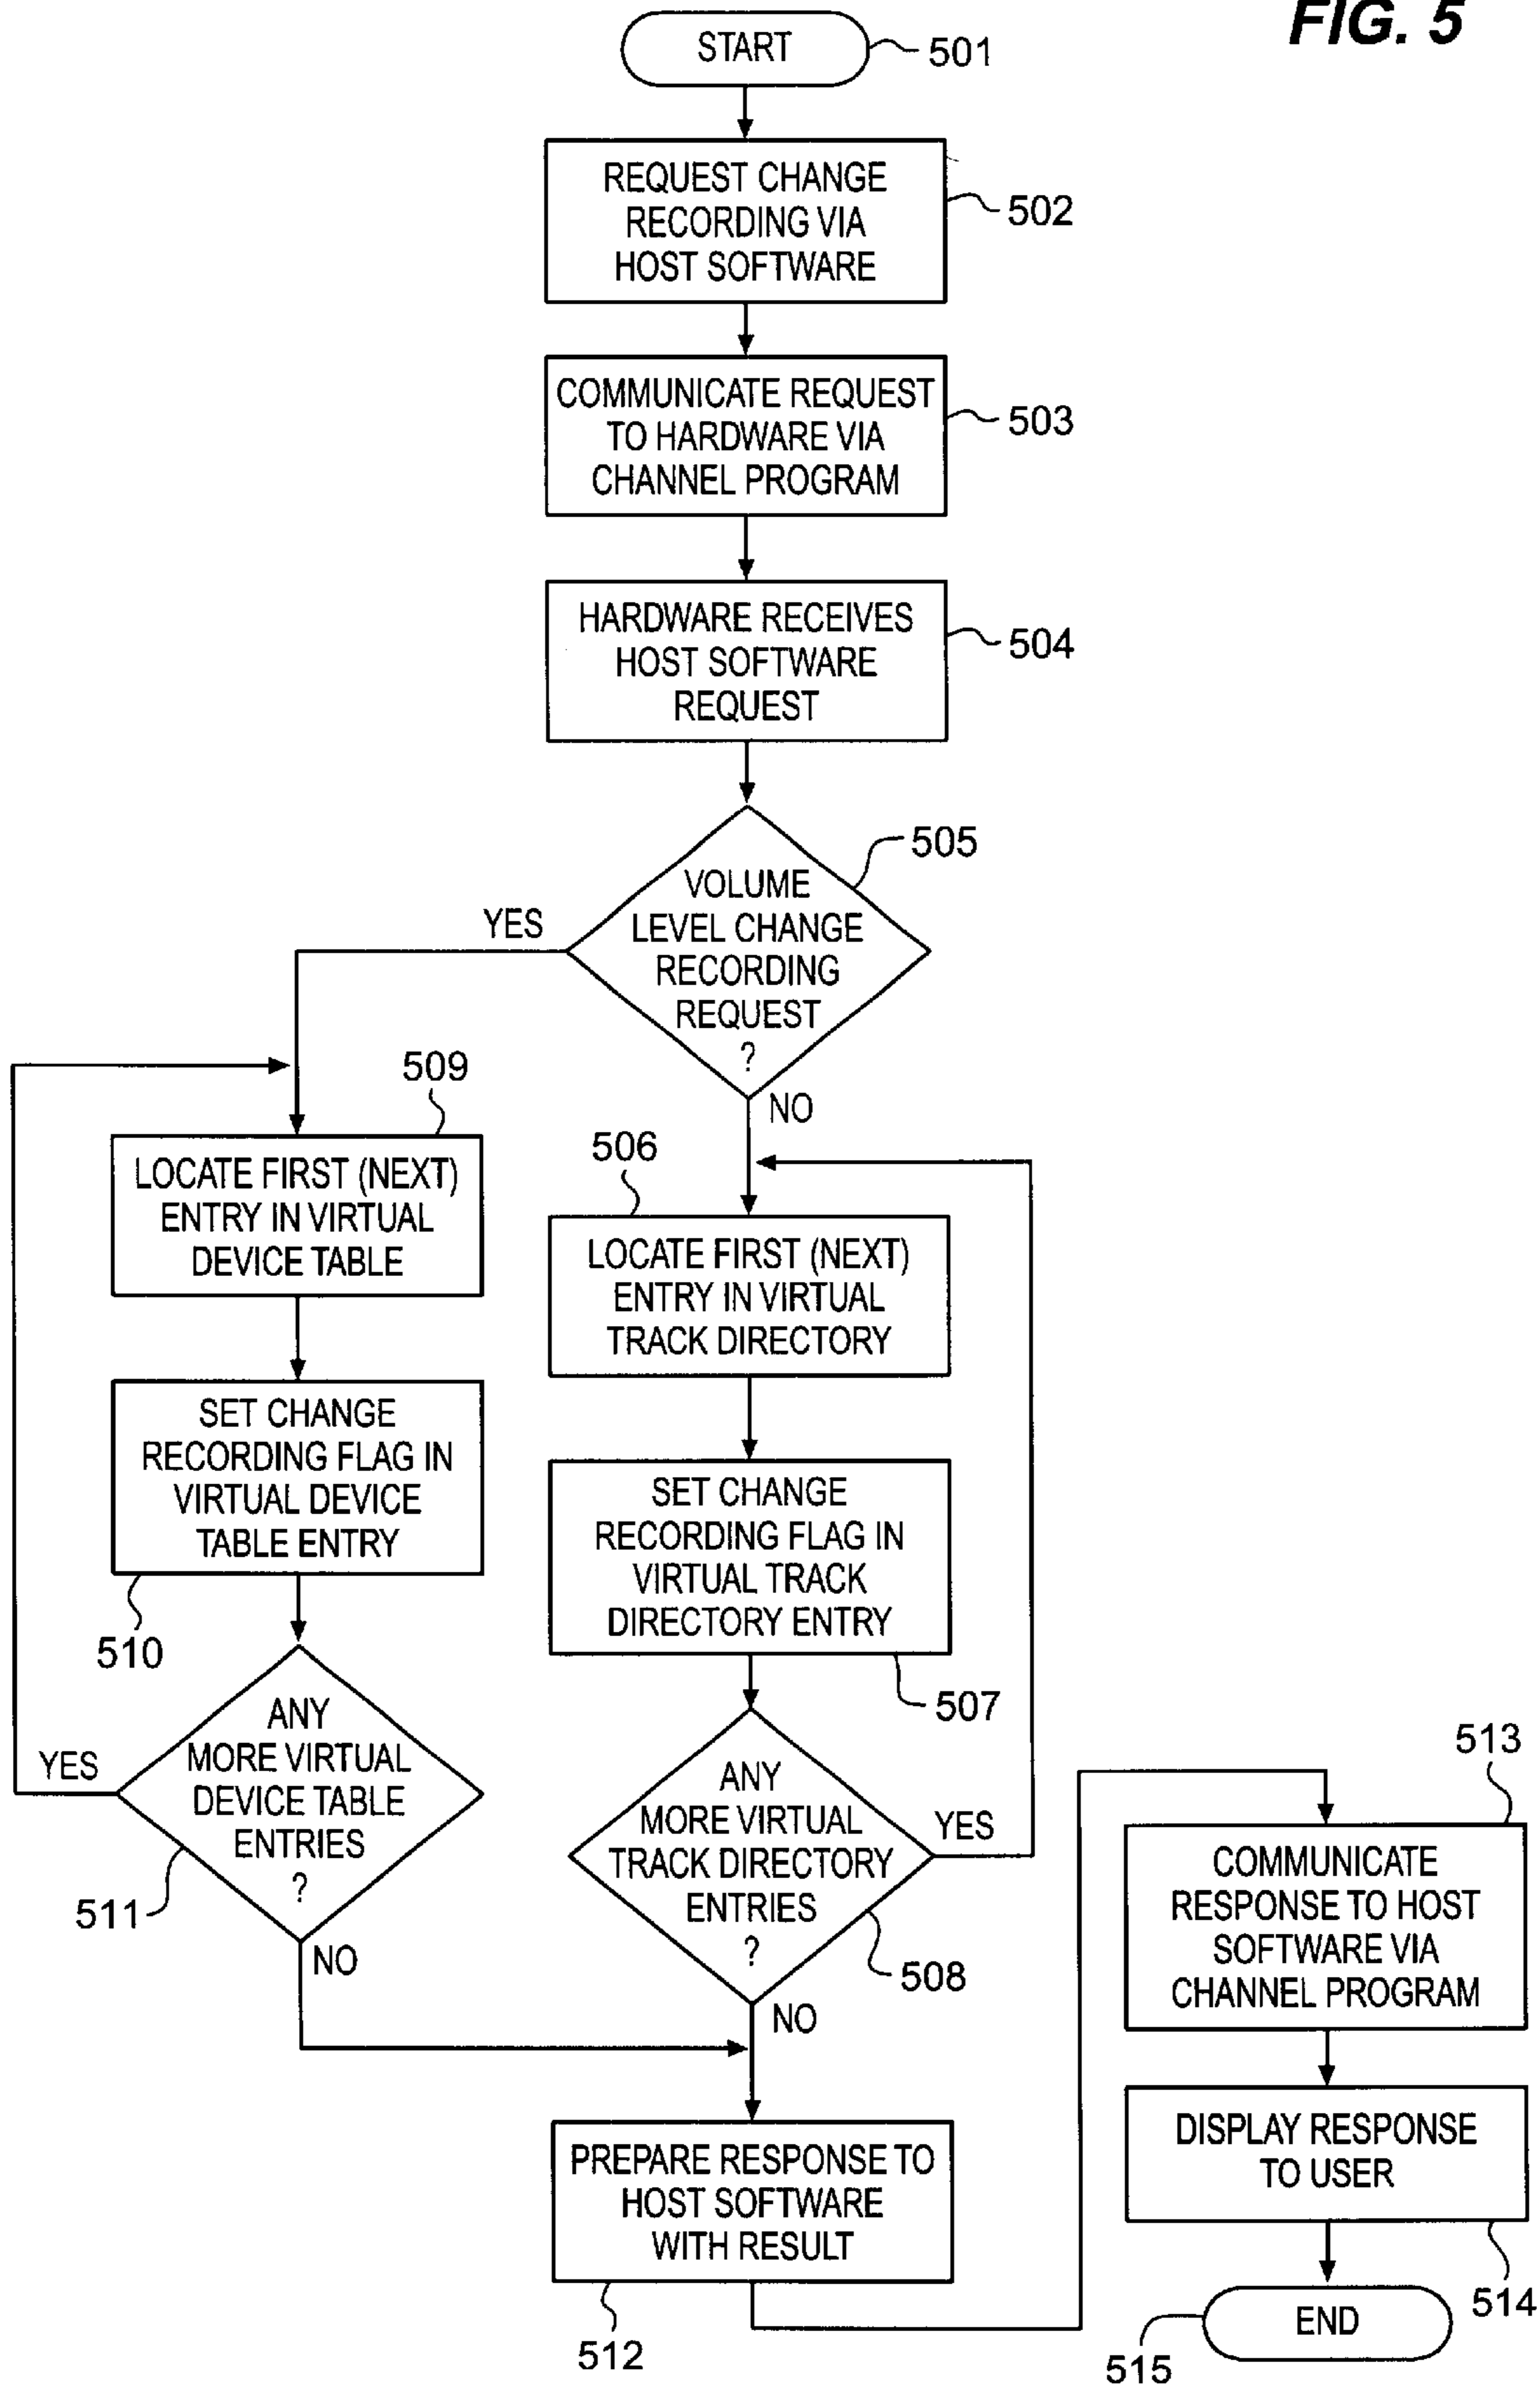 FIG. 5
START
501
REQUEST CHANGE
RECORDING VIA
HOST SOFTWARE
502
COMMUNICATE REQUEST
TO HARDWARE VIA
CHANNEL PROGRAM
503
HARDWARE RECEIVES
HOST SOFTWARE
REQUEST
504
VOLUME
LEVEL CHANGE
RECORDING
REQUEST
?
505
YES
NO
509
LOCATE FIRST (NEXT)
ENTRY IN VIRTUAL
DEVICE TABLE
SET CHANGE
RECORDING FLAG IN
VIRTUAL DEVICE
TABLE ENTRY
510
ANY
MORE VIRTUAL
DEVICE TABLE
ENTRIES
?
YES
511
NO
506
LOCATE FIRST (NEXT)
ENTRY IN VIRTUAL
TRACK DIRECTORY
SET CHANGE
RECORDING FLAG IN
VIRTUAL TRACK
DIRECTORY ENTRY
507
ANY
MORE VIRTUAL
TRACK DIRECTORY
ENTRIES
?
YES
508
NO
PREPARE RESPONSE TO
HOST SOFTWARE
WITH RESULT
512
513
COMMUNICATE
RESPONSE TO HOST
SOFTWARE VIA
CHANNEL PROGRAM
DISPLAY RESPONSE
TO USER
514
END
515